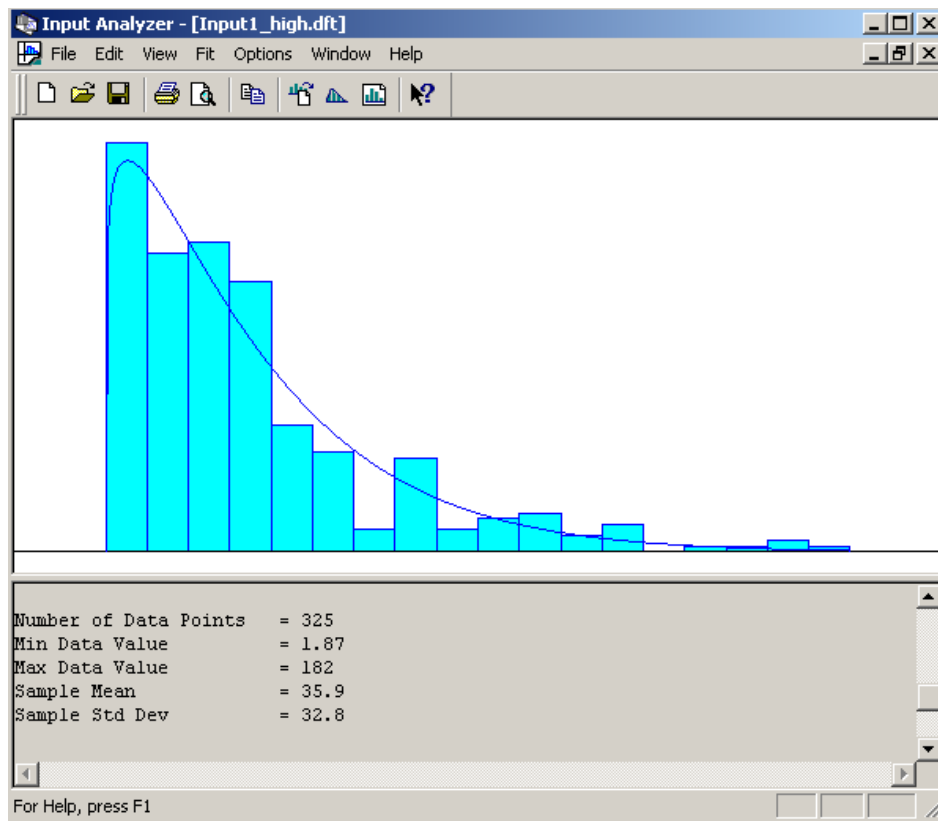 Input Analyzer - [Input1_high.dft]
File Edit View Fit Options Window Help
Number of Data Points = 325
Min Data Value = 1.87
Max Data Value = 182
Sample Mean = 35.9
Sample Std Dev = 32.8
For Help, press F1